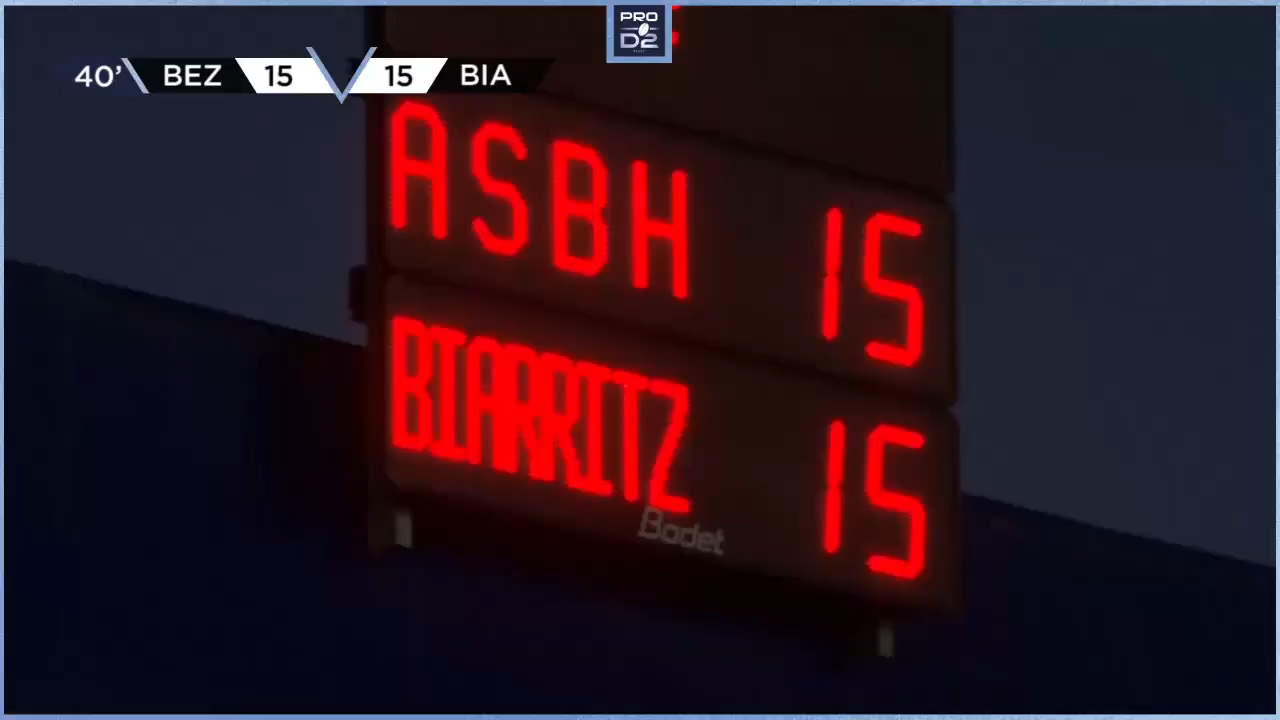 PRO
D2
40' BEZ 15 15 BIA
ASBH 15
BIARRITZ 15
Bodet